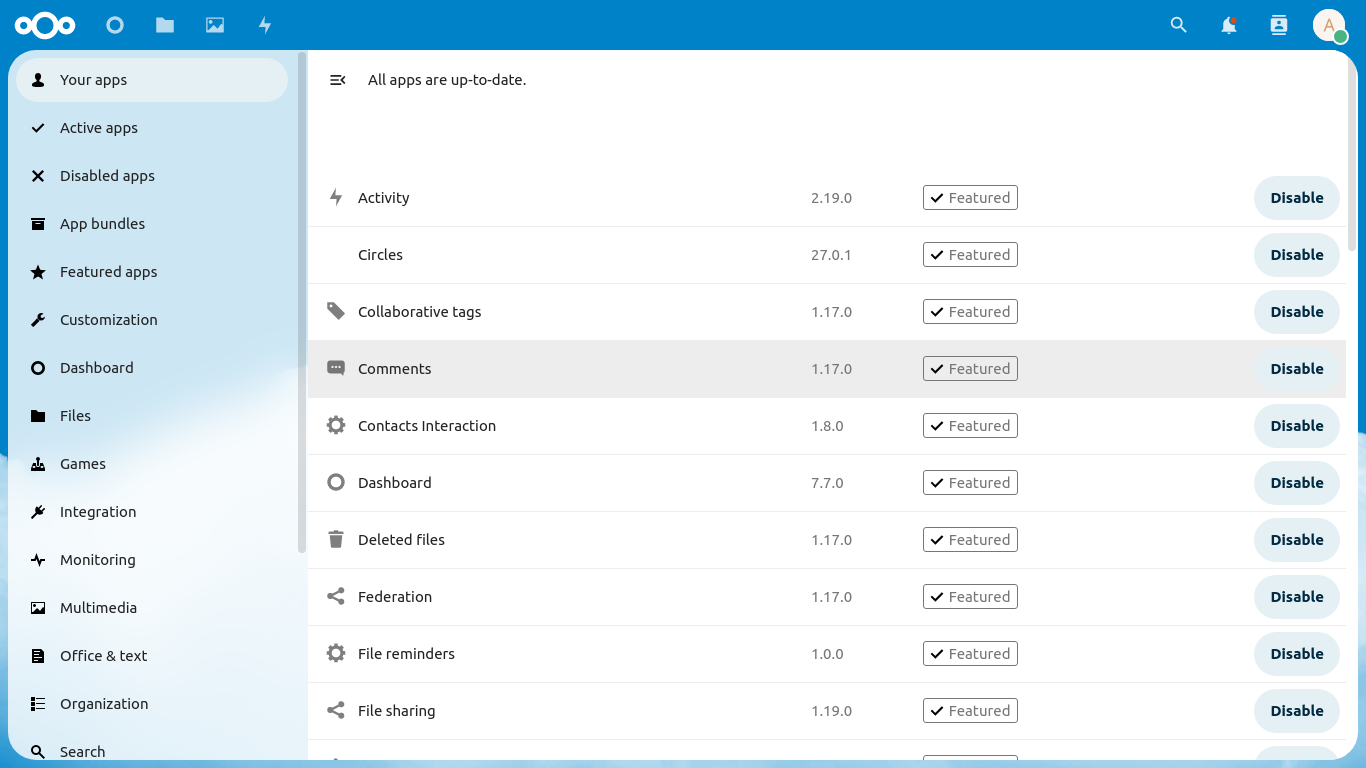 A
Your apps
Active apps
Disabled apps
App bundles
Featured apps
Customization
Dashboard
Files
Games
Integration
Monitoring
Multimedia
Office & text
Organization
Search
All apps are up-to-date.
Activity 2.19.0 Featured Disable
Circles 27.0.1 Featured Disable
Collaborative tags 1.17.0 Featured Disable
Comments 1.17.0 Featured Disable
Contacts Interaction 1.8.0 Featured Disable
Dashboard 7.7.0 Featured Disable
Deleted files 1.17.0 Featured Disable
Federation 1.17.0 Featured Disable
File reminders 1.0.0 Featured Disable
File sharing 1.19.0 Featured Disable